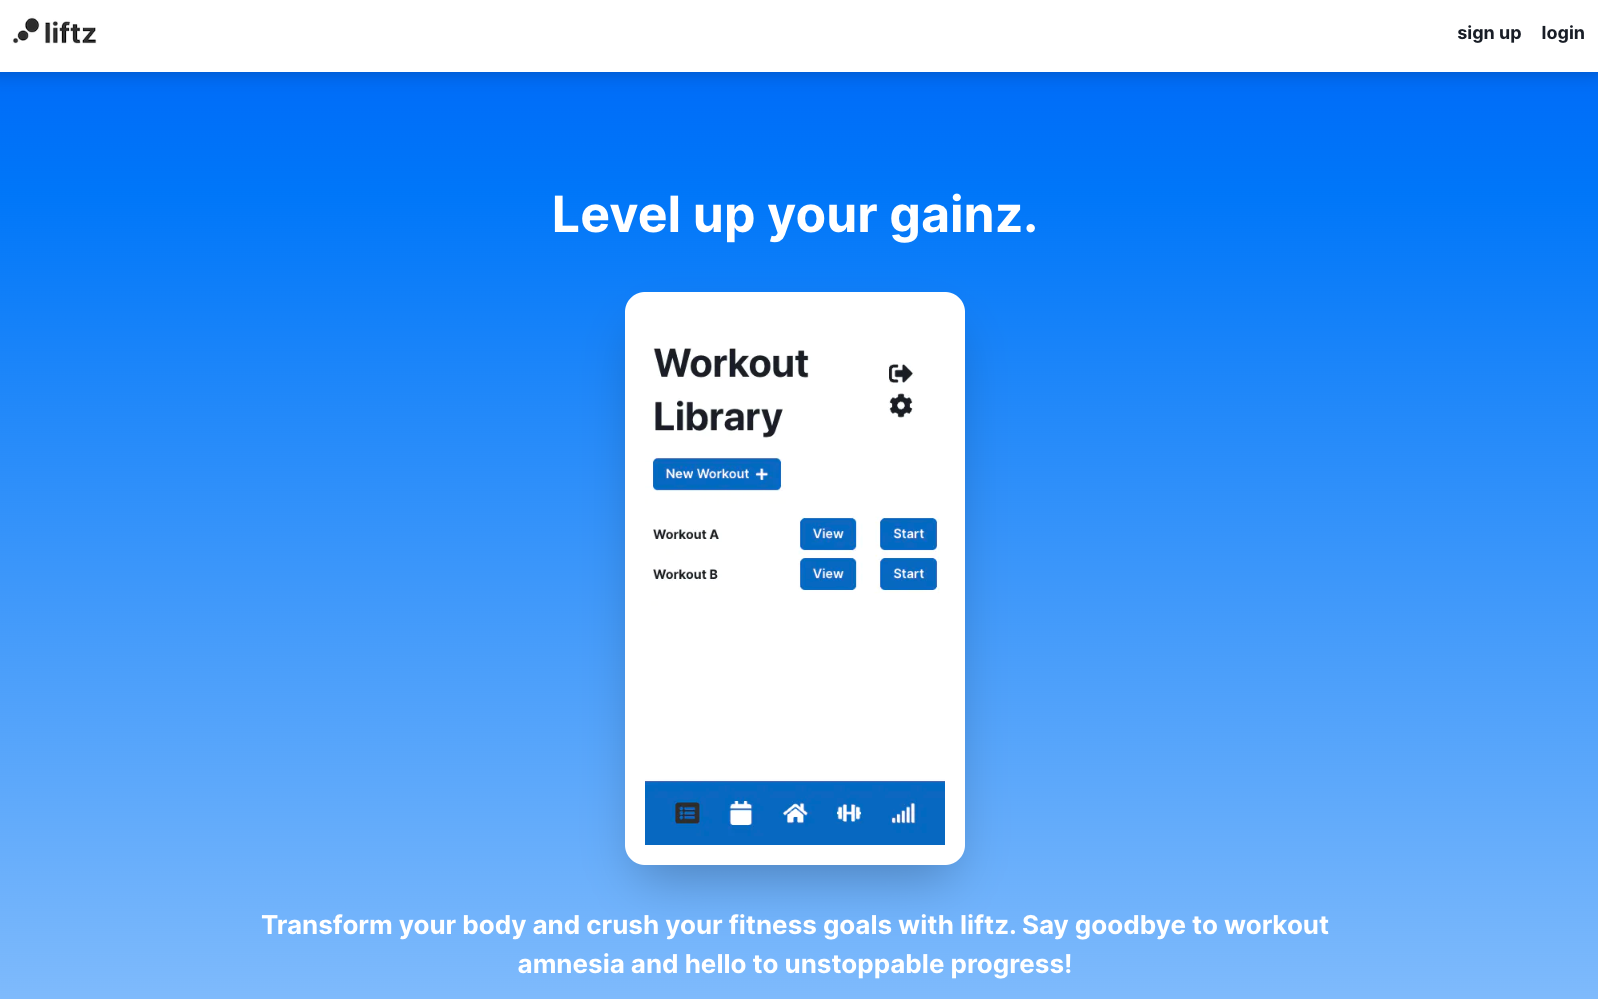 liftz
sign up login
Level up your gainz.
Workout
Library
New Workout +
Workout A View Start
Workout B View Start
Transform your body and crush your fitness goals with liftz. Say goodbye to workout
amnesia and hello to unstoppable progress!